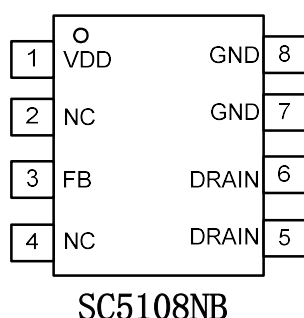 1 VDD GND 8
2 NC GND 7
3 FB DRAIN 6
4 NC DRAIN 5
SC5108NB